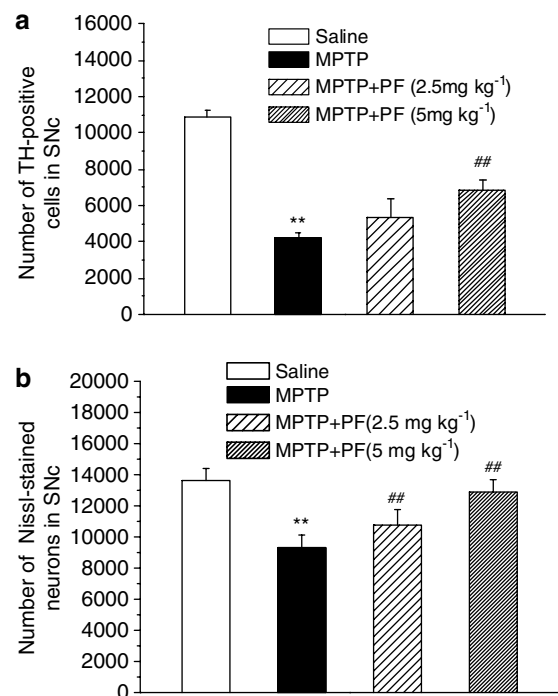 a
16000
14000
12000
10000
8000
6000
4000
2000
0
Number of TH-positive
cells in SNc
Saline
MPTP
MPTP+PF (2.5mg kg⁻¹)
MPTP+PF (5mg kg⁻¹)
**
##
b
20000
18000
16000
14000
12000
10000
8000
6000
4000
2000
0
Number of Nissl-stained
neurons in SNc
Saline
MPTP
MPTP+PF(2.5 mg kg⁻¹)
MPTP+PF(5 mg kg⁻¹)
**
##
##